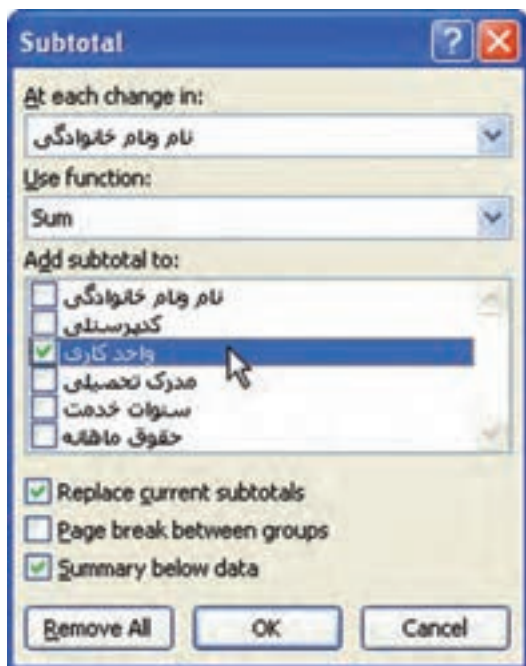 Subtotal
At each change in:
نام ونام خانوادگی
Use function:
Sum
Add subtotal to:
نام ونام خانوادگی
کدپرسنلی
واحد کاری
مدرک تحصیلی
سنوات خدمت
حقوق ماهانه
Replace current subtotals
Page break between groups
Summary below data
Remove All
OK
Cancel